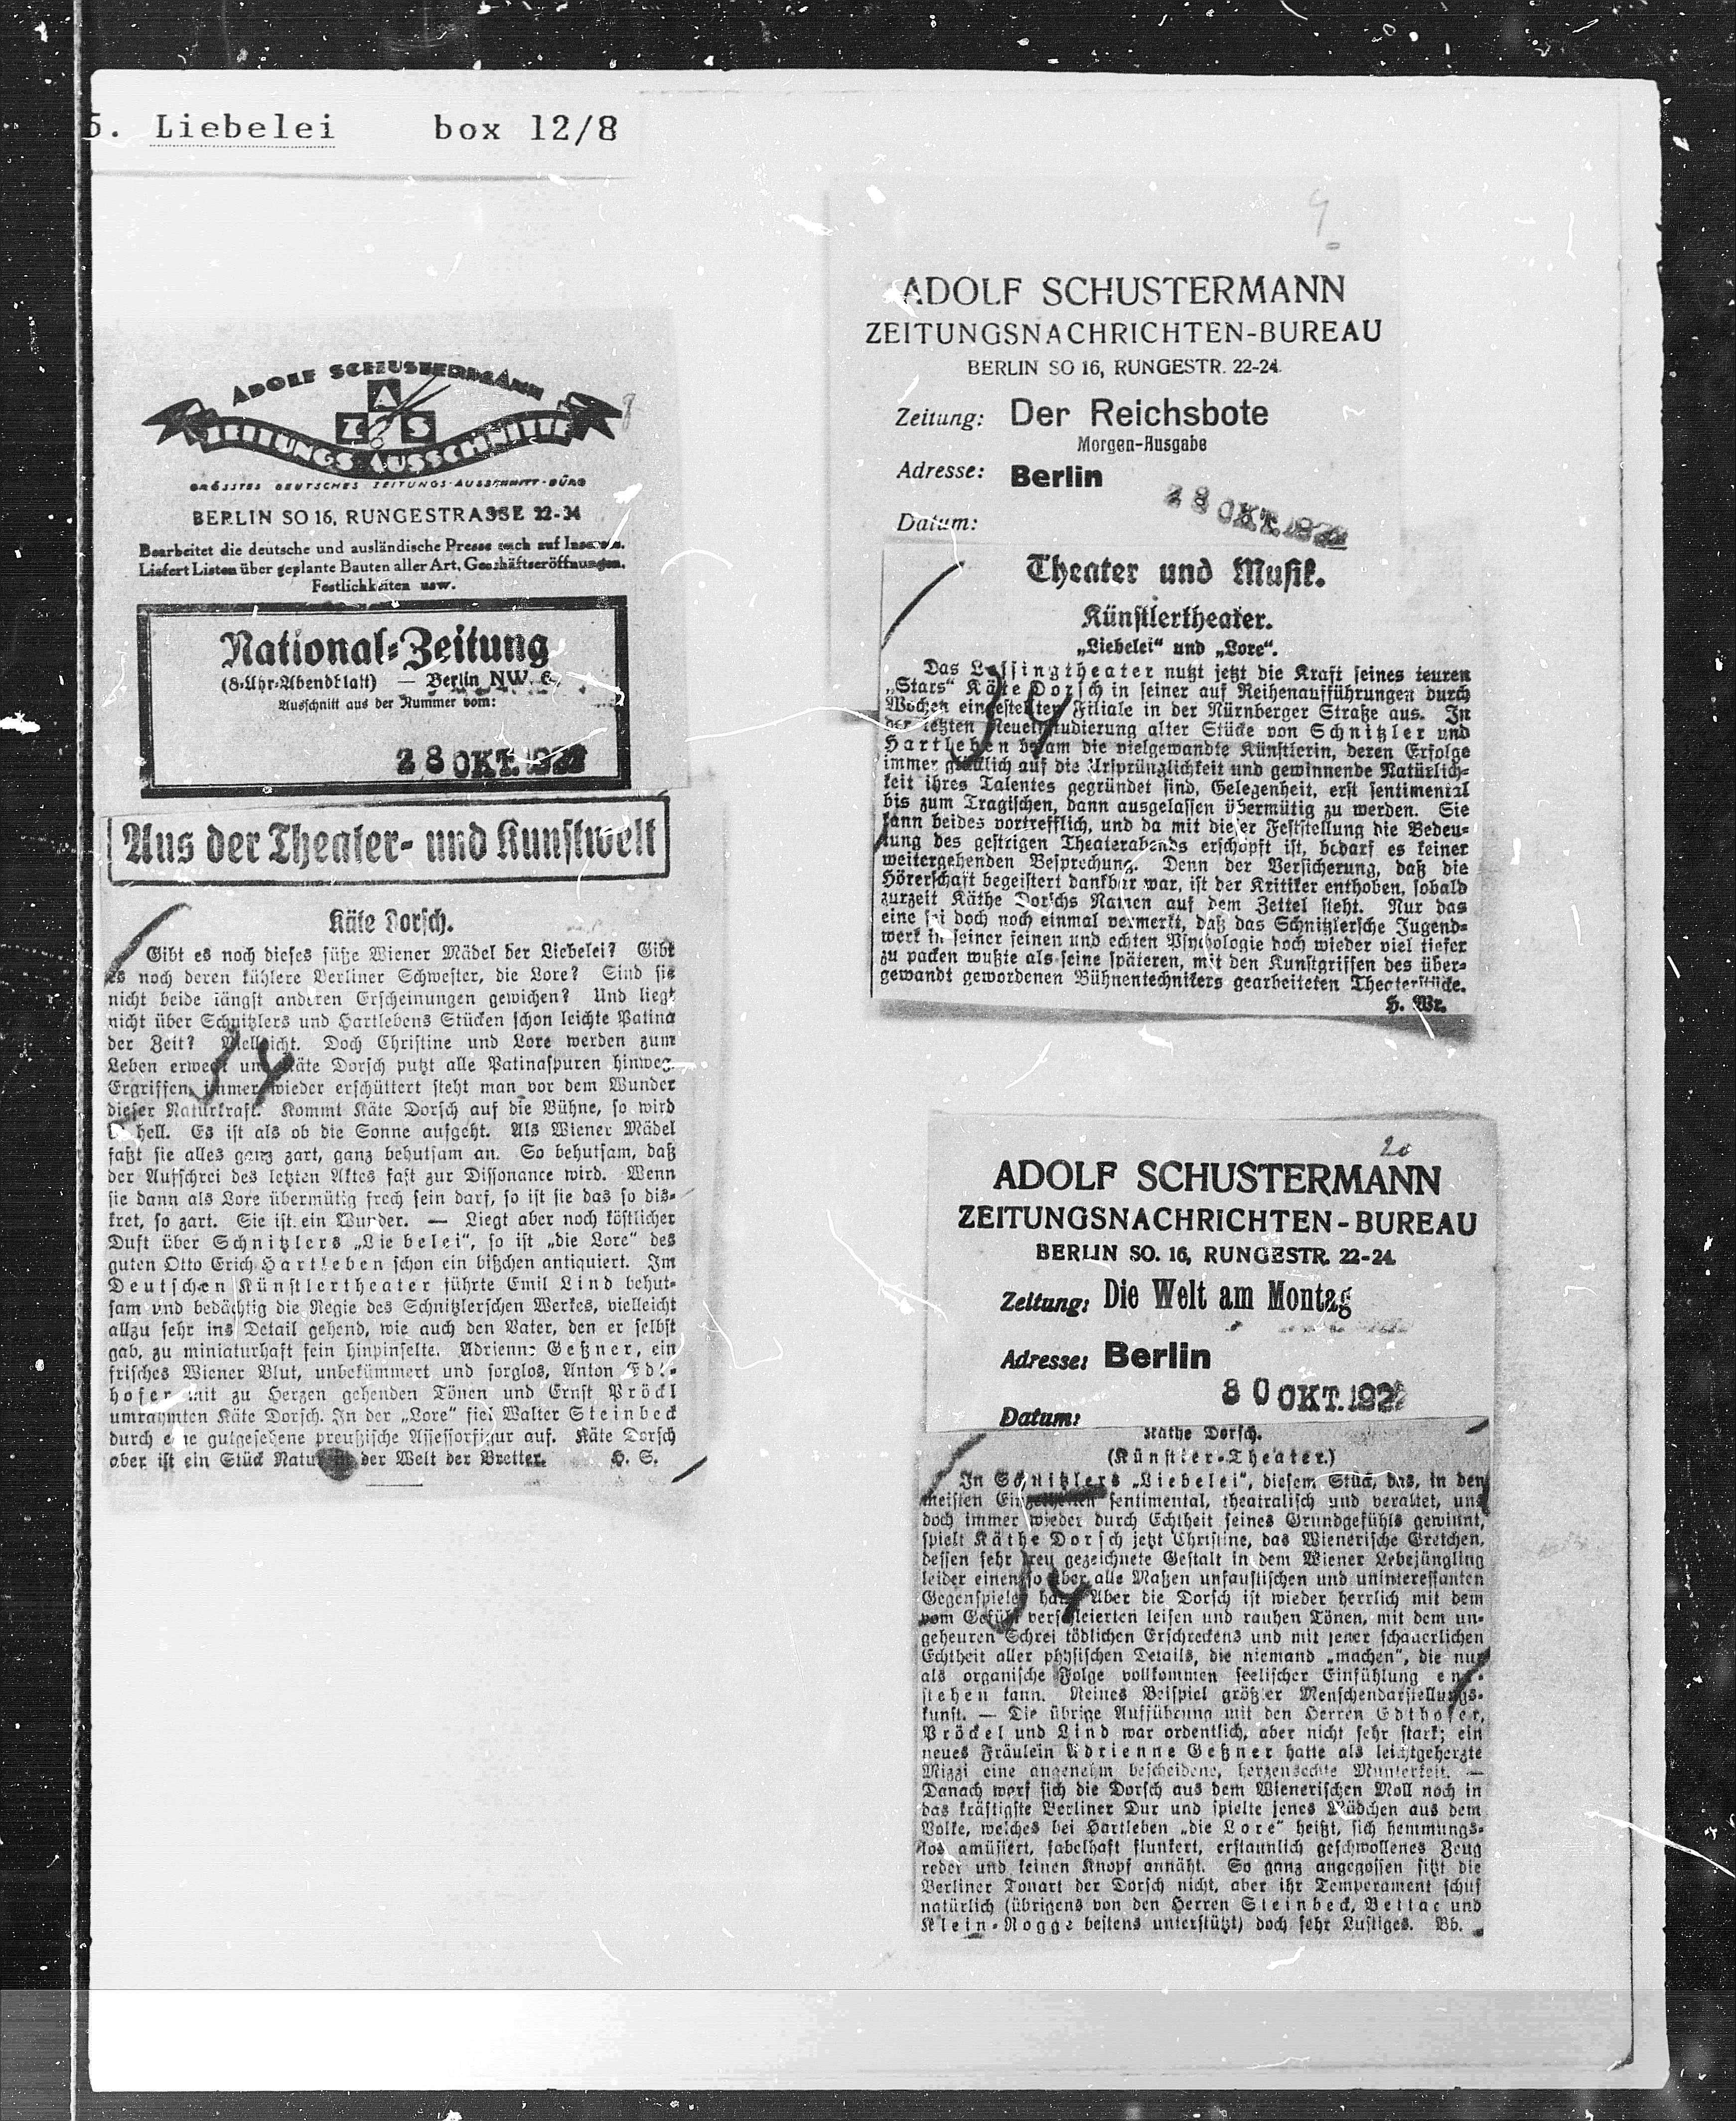 5. Liebelei box 12/8
8
ADOLF SCHUSTERMANN
A
Z S
ZEITUNGS AUSSCHNITTE
GRÖSSTES DEUTSCHES ZEITUNGS-AUSSCHNITT-BÜRO
BERLIN SO 16, RUNGESTRASSE 22-24
Bearbeitet die deutsche und ausländische Presse auch auf
Liefert Listen über geplante Bauten aller Art, Geschäftseröffnungen,
Festlichkeiten usw.
National-Zeitung
(8-Uhr-Abendblatt) — Berlin NW. 6
Ausschnitt aus der Nummer vom:
28 OKT. 1922
Aus der Theater- und Kunstwelt
Käte Dorsch.
Gibt es noch dieses süße Wiener Mädel der Liebelei? Gibt
es noch deren kühlere Berliner Schwester, die Lore? Sind sie
nicht beide längst anderen Erscheinungen gewichen? Und liegt
nicht über Schnitzlers und Hartlebens Stücken schon leichte Patina
der Zeit? Vielleicht. Doch Christine und Lore werden zum
Leben erweckt und Käte Dorsch putzt alle Patinaspuren hinweg.
Ergriffen, immer wieder erschüttert steht man vor dem Wunder
dieser Naturkraft. Kommt Käte Dorsch auf die Bühne, so wird
es hell. Es ist als ob die Sonne aufgeht. Als Wiener Mädel
faßt sie alles ganz zart, ganz behutsam an. So behutsam, daß
der Aufschrei des letzten Aktes fast zur Dissonance wird. Wenn
sie dann als Lore übermütig frech sein darf, so ist sie das so dis-
kret, so zart. Sie ist ein Wunder. — Liegt aber noch köstlicher
Duft über Schnitzlers „Liebelei", so ist „die Lore" des
guten Otto Erich Hartleben schon ein bißchen antiquiert. Im
Deutschen Künstlertheater führte Emil Lind behut-
sam und bedächtig die Regie des Schnitzlerschen Werkes, vielleicht
allzu sehr ins Detail gehend, wie auch den Vater, den er selbst
gab, zu miniaturhaft fein hinpinselte. Adrienne Geßner, ein
frisches Wiener Blut, unbekümmert und sorglos, Anton Edt-
hofer mit zu Herzen gehenden Tönen und Ernst Pröckl
umrahmten Käte Dorsch. In der „Lore" fiel Walter Steinbeck
durch eine gutgesehene preußische Assessorfigur auf. Käte Dorsch
aber ist ein Stück Natur in der Welt der Bretter. H. S.
9
ADOLF SCHUSTERMANN
ZEITUNGSNACHRICHTEN-BUREAU
BERLIN SO 16, RUNGESTR. 22-24
Zeitung: Der Reichsbote
Morgen-Ausgabe
Adresse: Berlin
Datum: 28 OKT. 1922
Theater und Musik.
Künstlertheater.
„Liebelei" und „Lore".
Das Lessingtheater nutzt jetzt die Kraft seines teuren
„Stars" Käte Dorsch in seiner auf Reihenaufführungen durch
Wochen eingestellten Filiale in der Nürnberger Straße aus. In
der letzten Neueinstudierung alter Stücke von Schnitzler und
Hartleben bekam die vielgewandte Künstlerin, deren Erfolge
immer glücklich auf die Ursprünglichkeit und gewinnende Natürlich-
keit ihres Talentes gegründet sind, Gelegenheit, erst sentimental
bis zum Tragischen, dann ausgelassen übermütig zu werden. Sie
kann beides vortrefflich, und da mit dieser Feststellung die Bedeu-
tung des gestrigen Theaterabends erschöpft ist, bedarf es keiner
weitergehenden Besprechung. Denn der Versicherung, daß die
Hörerschaft begeistert dankbar war, ist der Kritiker enthoben, sobald
zurzeit Käthe Dorschs Namen auf dem Zettel steht. Nur das
eine sei doch noch einmal vermerkt, daß das Schnitzlersche Jugend-
werk in seiner feinen und echten Psychologie doch wieder viel tiefer
zu packen wußte als seine späteren, mit den Kunstgriffen des über-
gewandt gewordenen Bühnentechnikers gearbeiteten Theaterstücke.
H. Wr.
20
ADOLF SCHUSTERMANN
ZEITUNGSNACHRICHTEN-BUREAU
BERLIN SO. 16, RUNGESTR. 22-24
Zeitung: Die Welt am Montag
Adresse: Berlin
30 OKT. 1922
Datum:
Käthe Dorsch.
(Künstler-Theater.)
In Schnitzlers „Liebelei", diesem Stück, das, in den
meisten Einzelheiten sentimental, theatralisch und veraltet, uns
doch immer wieder durch Echtheit seines Grundgefühls gewinnt,
spielt Käthe Dorsch jetzt Christine, das Wienerische Gretchen,
dessen sehr treu gezeichnete Gestalt in dem Wiener Lebejüngling
leider einen so über alle Maßen unfaustischen und uninteressanten
Gegenspieler hat. Aber die Dorsch ist wieder herrlich mit dem
vom Gefühl verschleierten leisen und rauhen Tönen, mit dem un-
geheuren Schrei tödlichen Erschreckens und mit jener schauerlichen
Echtheit aller physischen Details, die niemand „machen", die nur
als organische Folge vollkommen seelischer Einfühlung ent-
stehen kann. Reines Beispiel größter Menschendarstellungs-
kunst. — Die übrige Aufführung mit den Herren Edthofer,
Pröckel und Lind war ordentlich, aber nicht sehr stark; ein
neues Fräulein Adrienne Geßner hatte als leichtgeherzte
Mizzi eine angenehm bescheidene, herzensechte Munterkeit. —
Danach warf sich die Dorsch aus dem Wienerischen Moll noch in
das kräftigste Berliner Dur und spielte jenes Mädchen aus dem
Volke, welches bei Hartleben „die Lore" heißt, sich hemmungs-
los amüsiert, fabelhaft flunkert, erstaunlich geschwollenes Zeug
redet und keinen Knopf annäht. So ganz angegossen sitzt die
Berliner Tonart der Dorsch nicht, aber ihr Temperament schuf
natürlich (übrigens von den Herren Steinbeck, Bettac und
Klein-Rogge bestens unterstützt) doch sehr Lustiges. Bb.